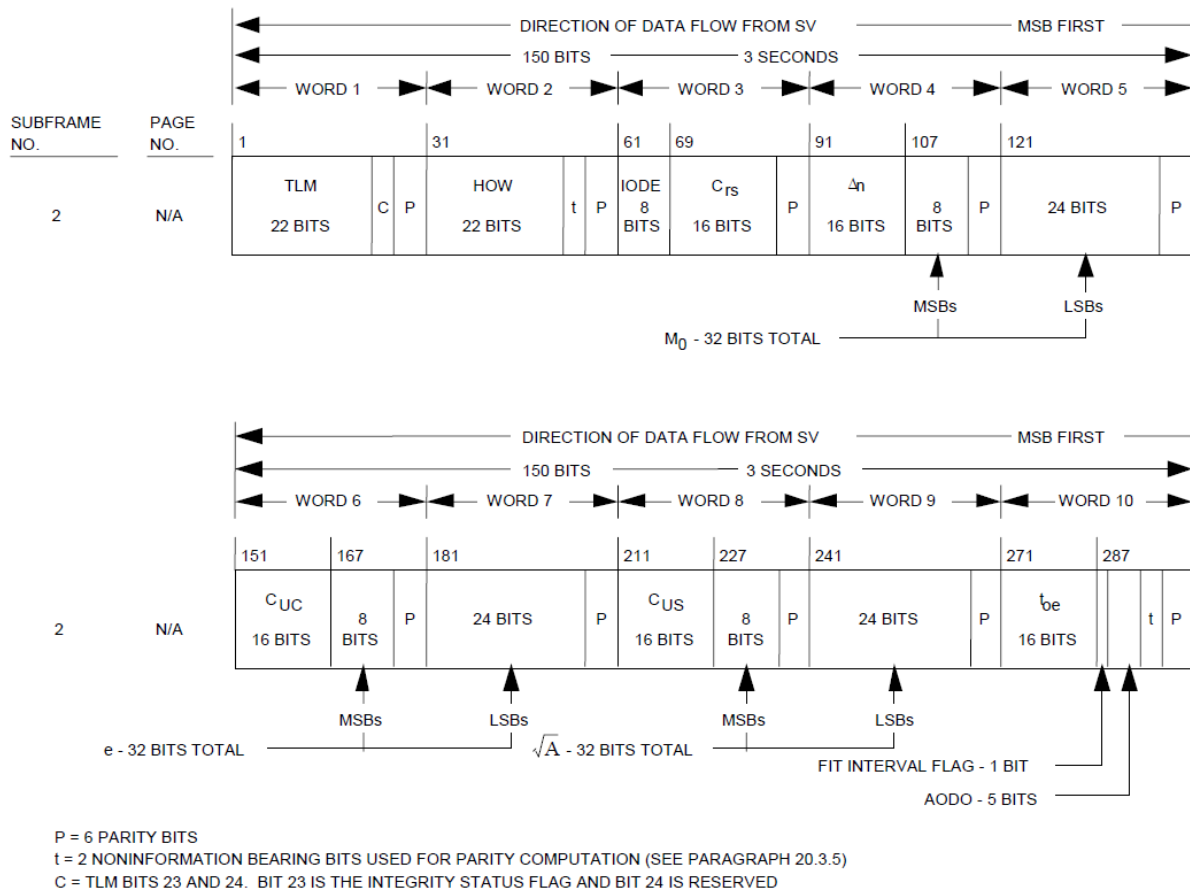 DIRECTION OF DATA FLOW FROM SV MSB FIRST
150 BITS 3 SECONDS
WORD 1 WORD 2 WORD 3 WORD 4 WORD 5
SUBFRAME PAGE
NO. NO.
1 31 61 69 91 107 121
TLM HOW IODE Crs Δn
2 N/A C P t P 8 P 8 P 24 BITS P
22 BITS 22 BITS BITS 16 BITS 16 BITS BITS
MSBs LSBs
M0 - 32 BITS TOTAL
DIRECTION OF DATA FLOW FROM SV MSB FIRST
150 BITS 3 SECONDS
WORD 6 WORD 7 WORD 8 WORD 9 WORD 10
151 167 181 211 227 241 271 287
CUC CUS toe
2 N/A 8 P 24 BITS P 8 P 24 BITS P t P
16 BITS BITS 16 BITS BITS 16 BITS
MSBs LSBs MSBs LSBs
e - 32 BITS TOTAL √A - 32 BITS TOTAL
FIT INTERVAL FLAG - 1 BIT
AODO - 5 BITS
P = 6 PARITY BITS
t = 2 NONINFORMATION BEARING BITS USED FOR PARITY COMPUTATION (SEE PARAGRAPH 20.3.5)
C = TLM BITS 23 AND 24. BIT 23 IS THE INTEGRITY STATUS FLAG AND BIT 24 IS RESERVED